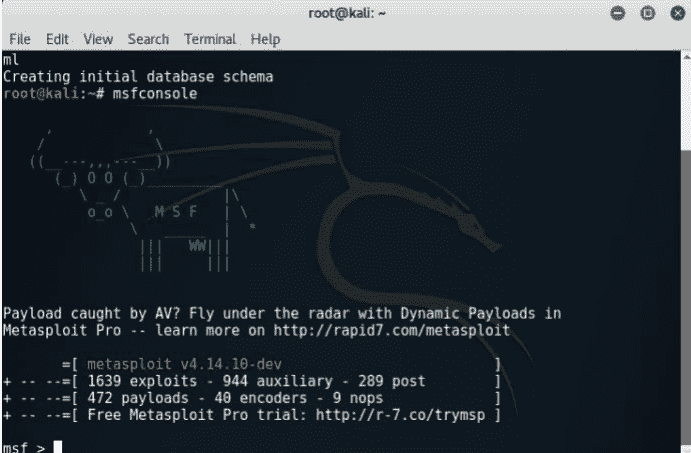 root@kali: ~
File Edit View Search Terminal Help
ml
Creating initial database schema
root@kali:~# msfconsole
M S F
WW
Payload caught by AV? Fly under the radar with Dynamic Payloads in
Metasploit Pro -- learn more on http://rapid7.com/metasploit
=[ metasploit v4.14.10-dev ]
+ -- --=[ 1639 exploits - 944 auxiliary - 289 post ]
+ -- --=[ 472 payloads - 40 encoders - 9 nops ]
+ -- --=[ Free Metasploit Pro trial: http://r-7.co/trymsp ]
msf >